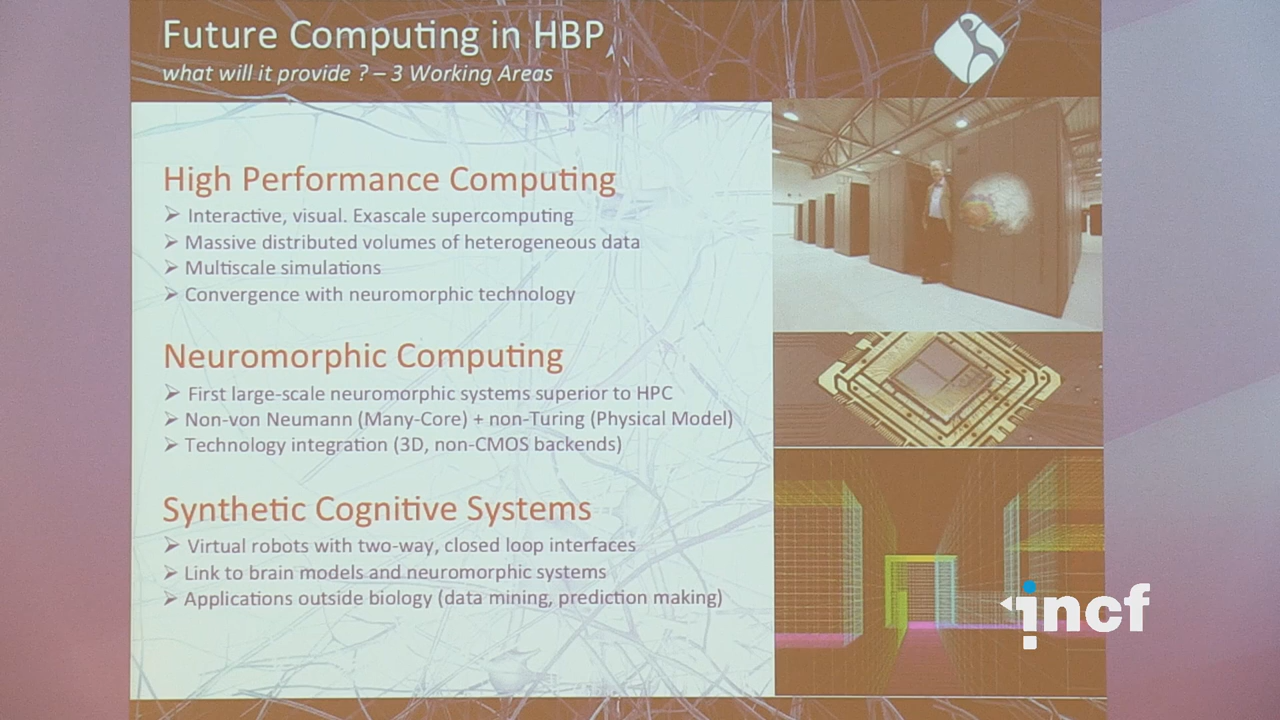 Future Computing in HBP
what will it provide ? – 3 Working Areas
High Performance Computing
➢ Interactive, visual. Exascale supercomputing
➢ Massive distributed volumes of heterogeneous data
➢ Multiscale simulations
➢ Convergence with neuromorphic technology
Neuromorphic Computing
➢ First large-scale neuromorphic systems superior to HPC
➢ Non-von Neumann (Many-Core) + non-Turing (Physical Model)
➢ Technology integration (3D, non-CMOS backends)
Synthetic Cognitive Systems
➢ Virtual robots with two-way, closed loop interfaces
➢ Link to brain models and neuromorphic systems
➢ Applications outside biology (data mining, prediction making)
incf